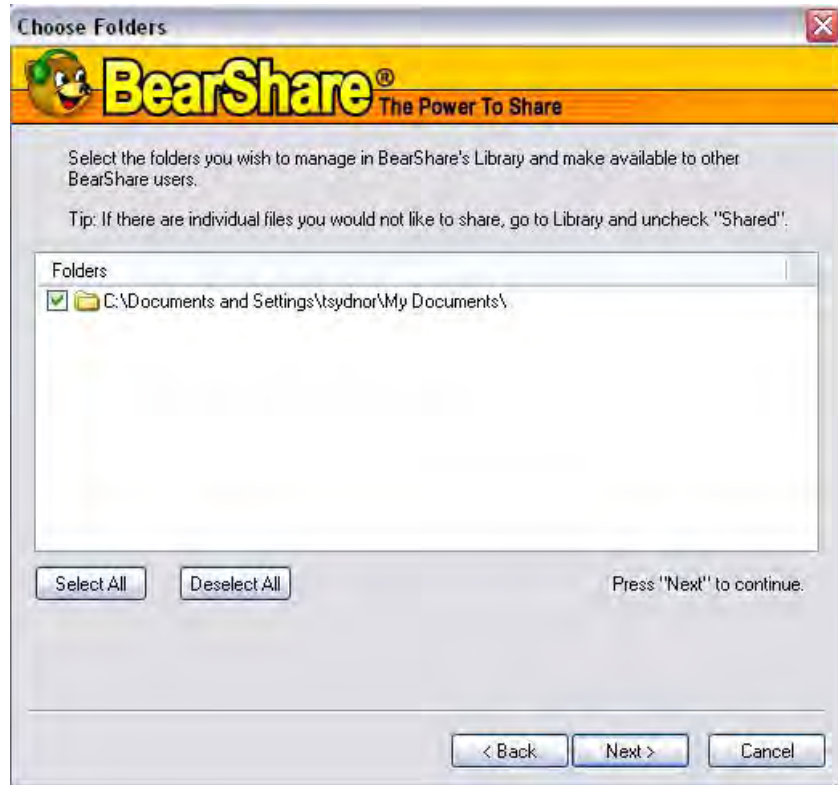 Choose Folders
BearShare®
The Power To Share
Select the folders you wish to manage in BearShare's Library and make available to other
BearShare users.
Tip: If there are individual files you would not like to share, go to Library and uncheck "Shared".
Folders
C:\Documents and Settings\tsydnor\My Documents\
Select All
Deselect All
Press "Next" to continue.
< Back
Next >
Cancel